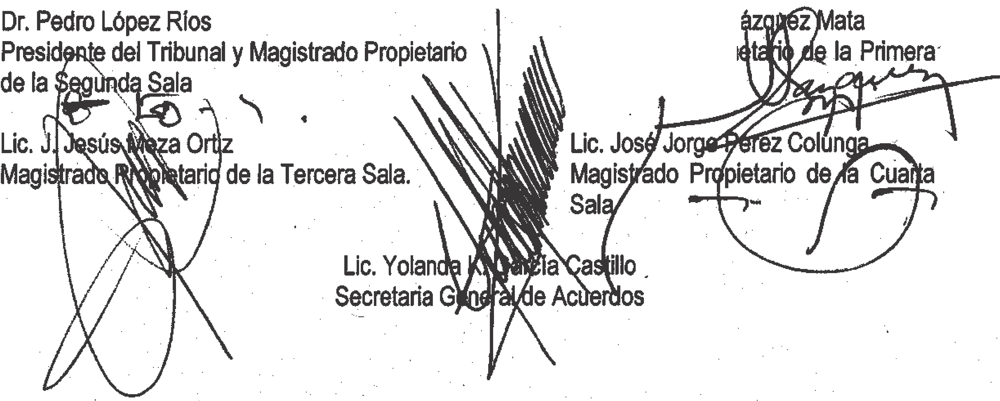 Dr. Pedro López Ríos
Presidente del Tribunal y Magistrado Propietario
de la Segunda Sala
ázquez Mata
etario de la Primera
Lic. J. Jesús Meza Ortiz
Magistrado Propietario de la Tercera Sala.
Lic. José Jorge Pérez Colunga
Magistrado Propietario de la Cuarta
Sala
Lic. Yolanda K. García Castillo
Secretaria General de Acuerdos